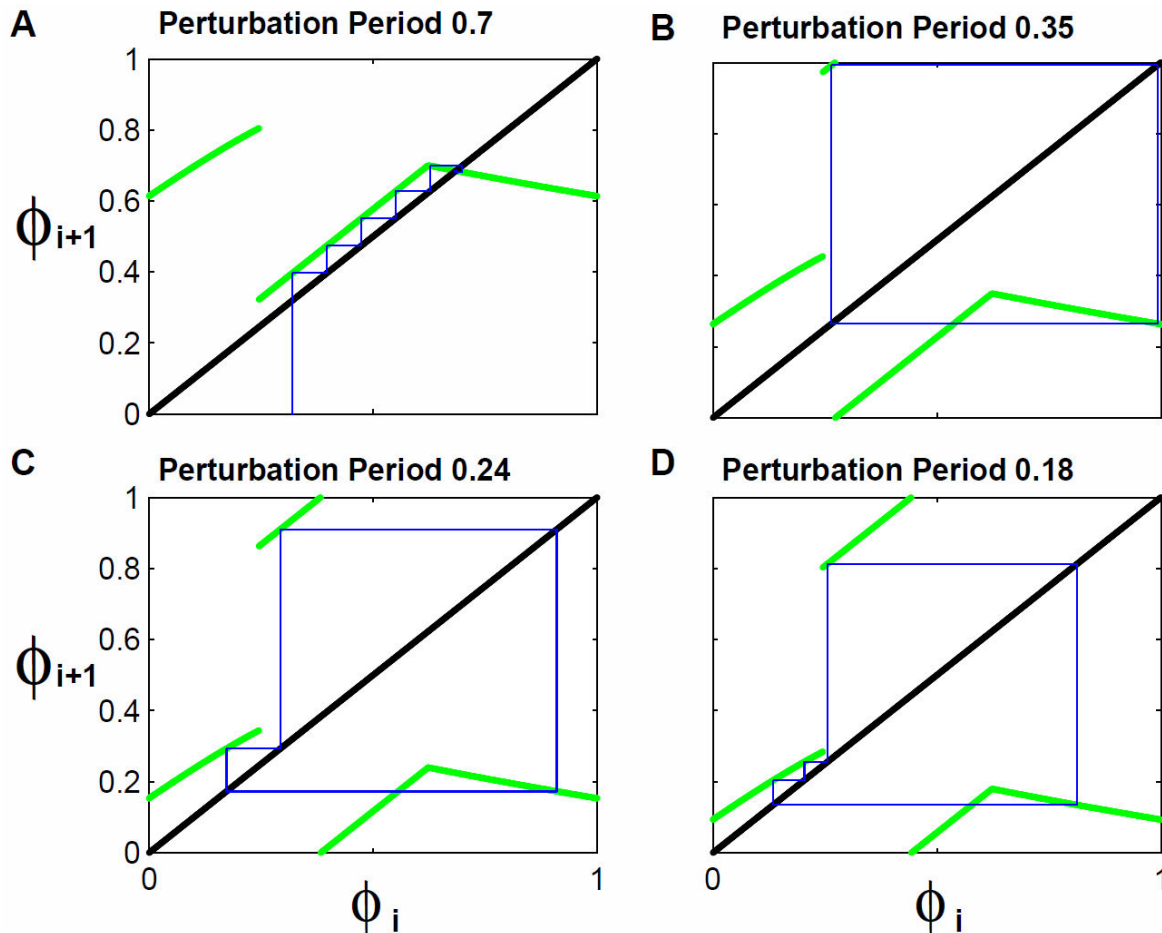 A
Perturbation Period 0.7
B
Perturbation Period 0.35
1
0.8
0.6
0.4
0.2
0
ϕi+1
C
Perturbation Period 0.24
D
Perturbation Period 0.18
1
0.8
0.6
0.4
0.2
0
ϕi+1
0
1
0
1
ϕi
ϕi